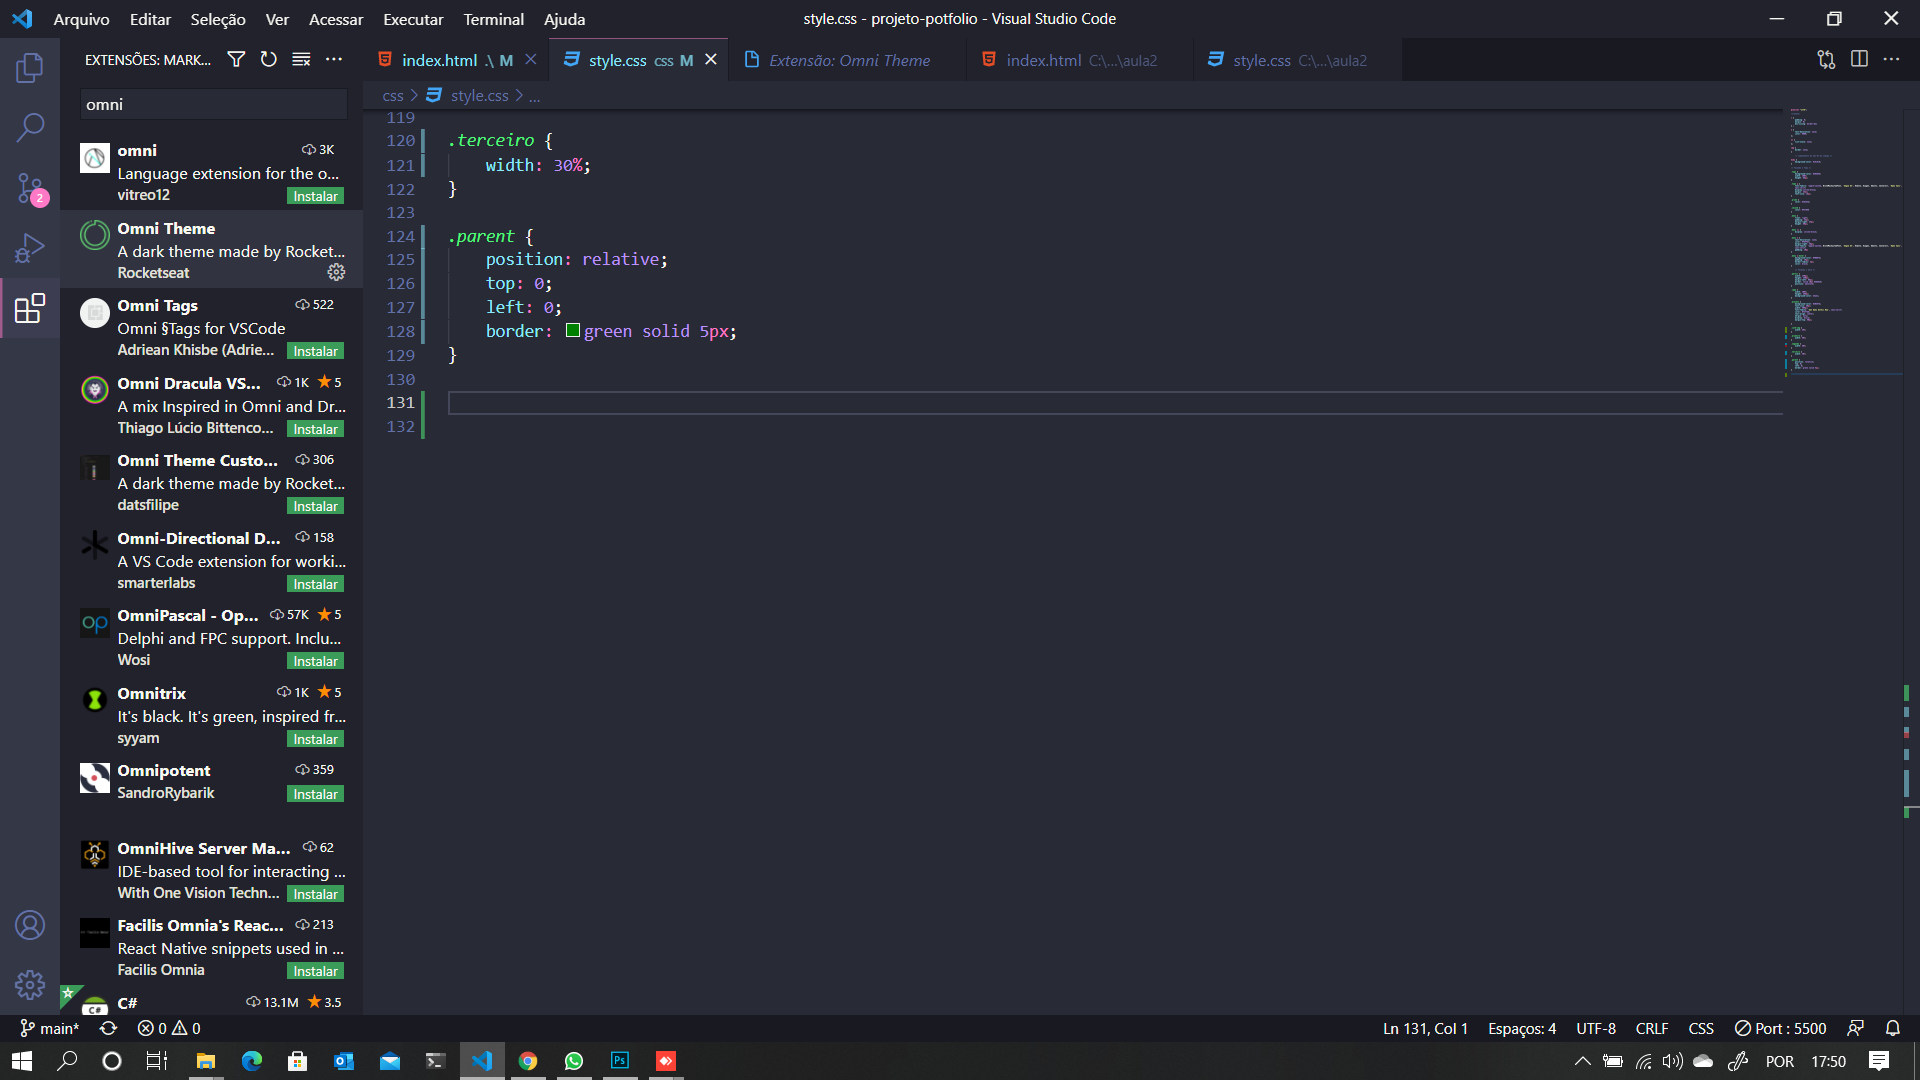 Arquivo Editar Seleção Ver Acessar Executar Terminal Ajuda
style.css - projeto-potfolio - Visual Studio Code
EXTENSÕES: MARK...
index.html .\ M
style.css css M
Extensão: Omni Theme
index.html C:\...\aula2
style.css C:\...\aula2
omni
css > style.css > ...
omni 3K
Language extension for the o...
vitreo12 Instalar
Omni Theme
A dark theme made by Rocket...
Rocketseat
Omni Tags 522
Omni §Tags for VSCode
Adriean Khisbe (Adrie... Instalar
Omni Dracula VS... 1K ★5
A mix Inspired in Omni and Dr...
Thiago Lúcio Bittenco... Instalar
Omni Theme Custo... 306
A dark theme made by Rocket...
datsfilipe Instalar
Omni-Directional D... 158
A VS Code extension for worki...
smarterlabs Instalar
op
OmniPascal - Op... 57K ★5
Delphi and FPC support. Inclu...
Wosi Instalar
Omnitrix 1K ★5
It's black. It's green, inspired fr...
syyam Instalar
Omnipotent 359
SandroRybarik Instalar
OmniHive Server Ma... 62
IDE-based tool for interacting ...
With One Vision Techn... Instalar
Facilis Omnia's Reac... 213
React Native snippets used in ...
Facilis Omnia Instalar
C# 13.1M ★3.5
C#
2
119
120 .terceiro {
121 width: 30%;
122 }
123
124 .parent {
125 position: relative;
126 top: 0;
127 left: 0;
128 border: green solid 5px;
129 }
130
131
132
main* 0 0
Ln 131, Col 1 Espaços: 4 UTF-8 CRLF CSS Port : 5500
Ps
POR 17:50